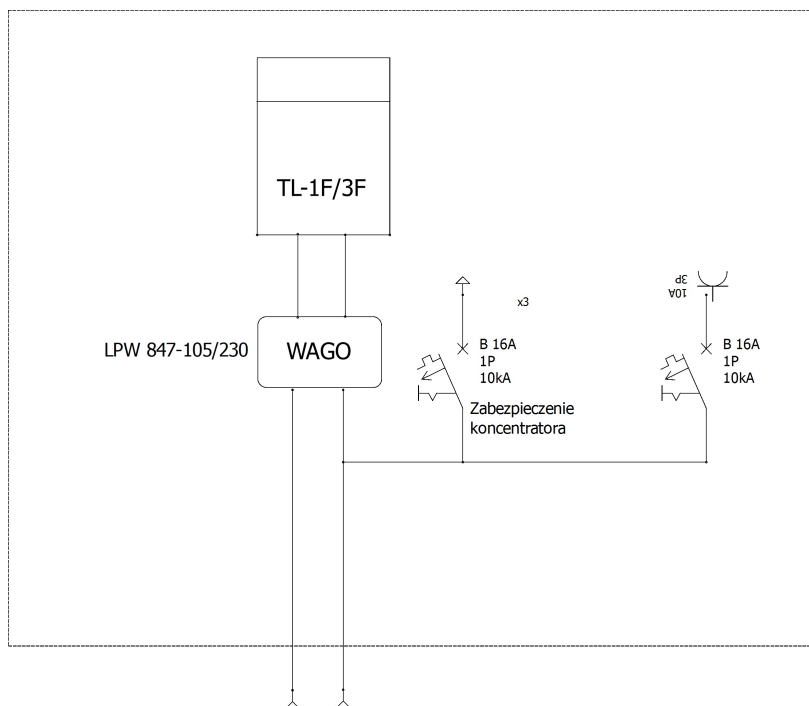 TL-1F/3F
LPW 847-105/230
WAGO
x3
B 16A
1P
10kA
Zabezpieczenie
koncentratora
10A
3P
B 16A
1P
10kA